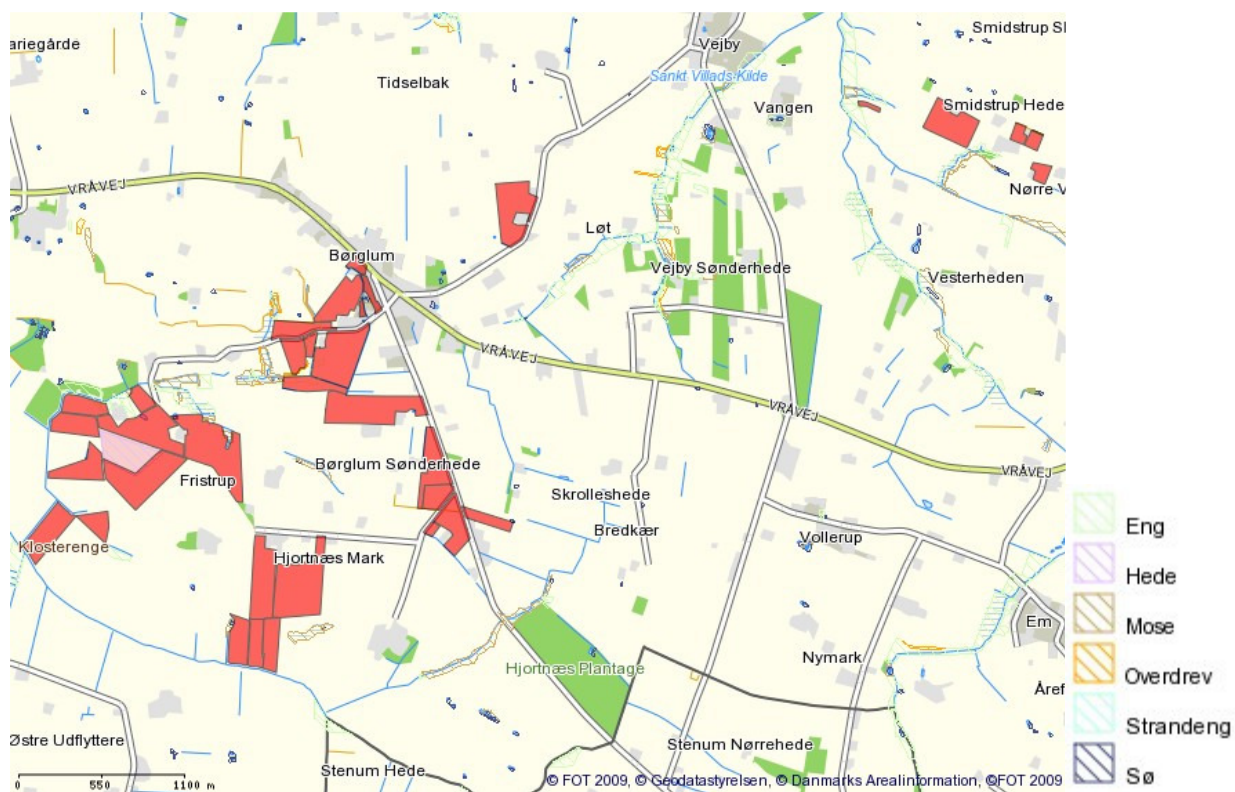 ariegårde
Tidselbak
Vejby
Sankt Villads Kilde
Vangen
Smidstrup Sl
Smidstrup Hede
Nørre V
VRÅVEJ
Løt
Børglum
Vejby Sønderhede
Vesterheden
VRÅVEJ
VRÅVEJ
VRÅVEJ
Børglum Sønderhede
Fristrup
Skrolleshede
Bredkær
Vollerup
Klosterenge
Hjortnæs Mark
Em
Hjortnæs Plantage
Nymark
Åref
Østre Udflyttere
Stenum Hede
Stenum Nørrehede
0 550 1100 m
© FOT 2009, © Geodatastyrelsen, © Danmarks Arealinformation, ©FOT 2009
Eng
Hede
Mose
Overdrev
Strandeng
Sø